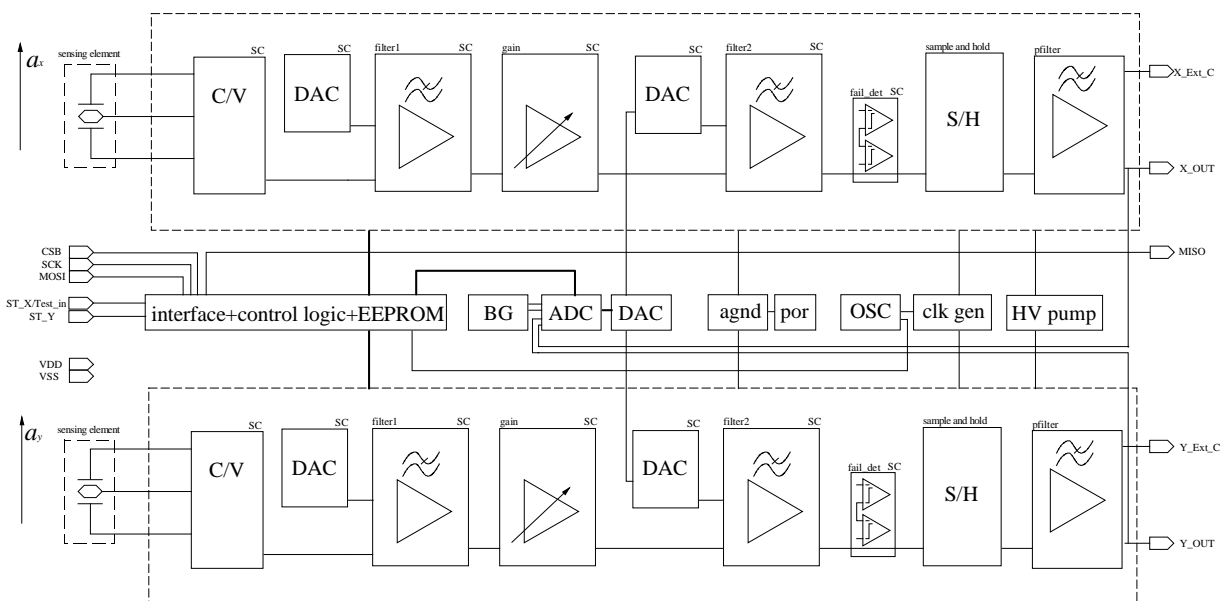 SC SC filter1 SC gain SC SC filter2 SC sample and hold pfilter
ax sensing element
C/V DAC DAC fail_det SC S/H
X_Ext_C
X_OUT
CSB
SCK
MOSI
MISO
ST_X/Test_in
ST_Y
interface+control logic+EEPROM BG ADC DAC agnd por OSC clk gen HV pump
VDD
VSS
SC SC filter1 SC gain SC SC filter2 SC sample and hold pfilter
ay sensing element
C/V DAC DAC fail_det SC S/H
Y_Ext_C
Y_OUT